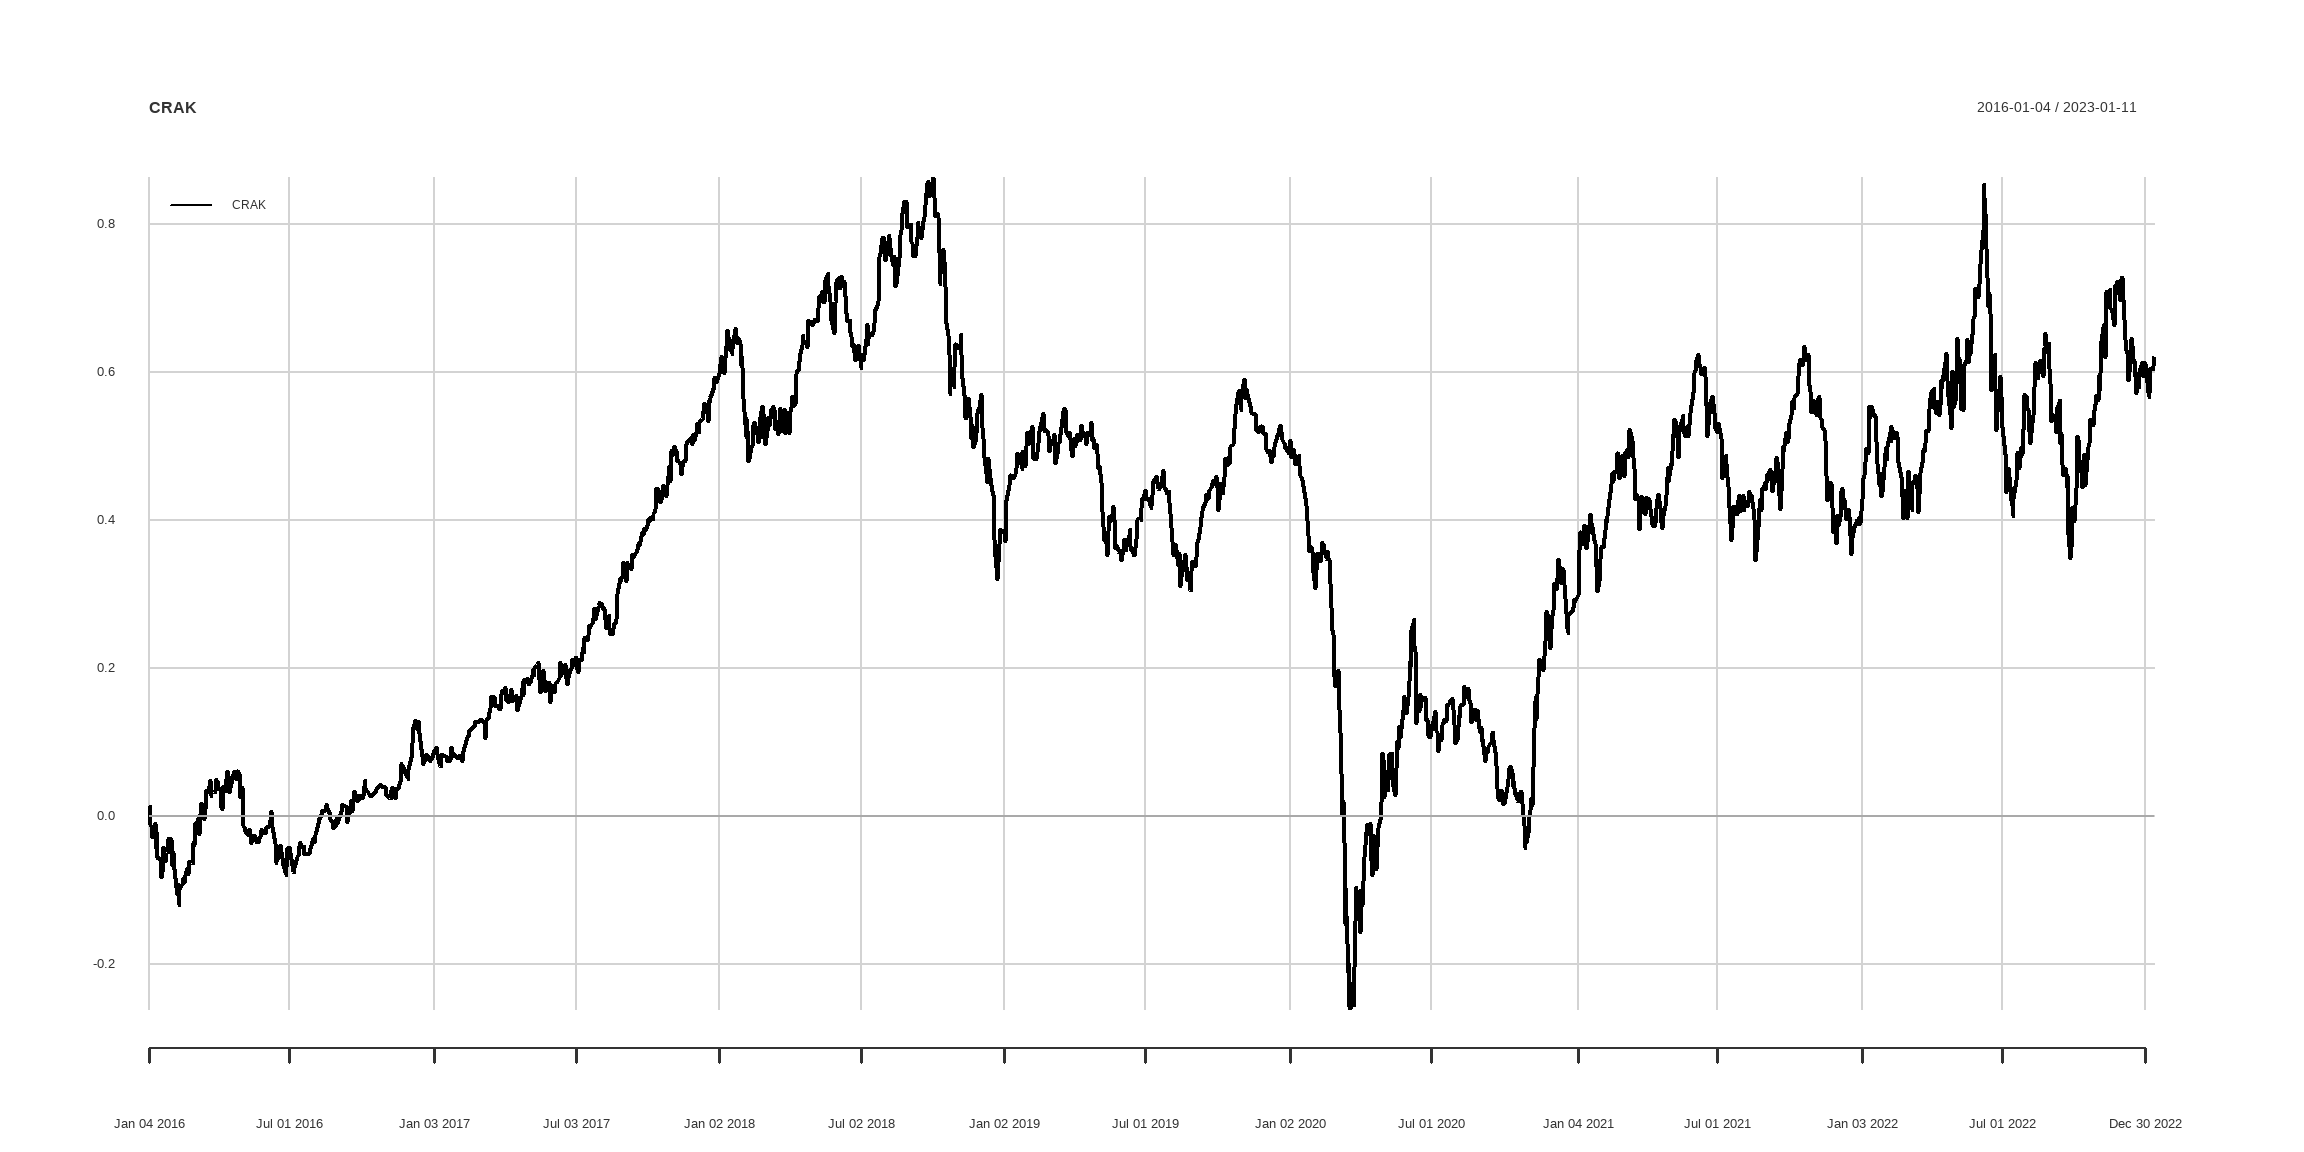 CRAK
2016-01-04 / 2023-01-11
CRAK
0.8
0.6
0.4
0.2
0.0
-0.2
Jan 04 2016
Jul 01 2016
Jan 03 2017
Jul 03 2017
Jan 02 2018
Jul 02 2018
Jan 02 2019
Jul 01 2019
Jan 02 2020
Jul 01 2020
Jan 04 2021
Jul 01 2021
Jan 03 2022
Jul 01 2022
Dec 30 2022